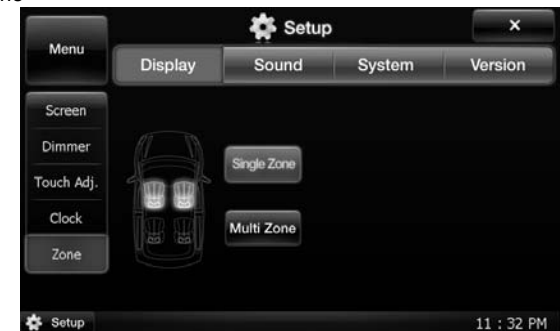 Setup
×
Menu
Display
Sound
System
Version
Screen
Dimmer
Touch Adj.
Clock
Zone
Single Zone
Multi Zone
Setup
11 : 32 PM